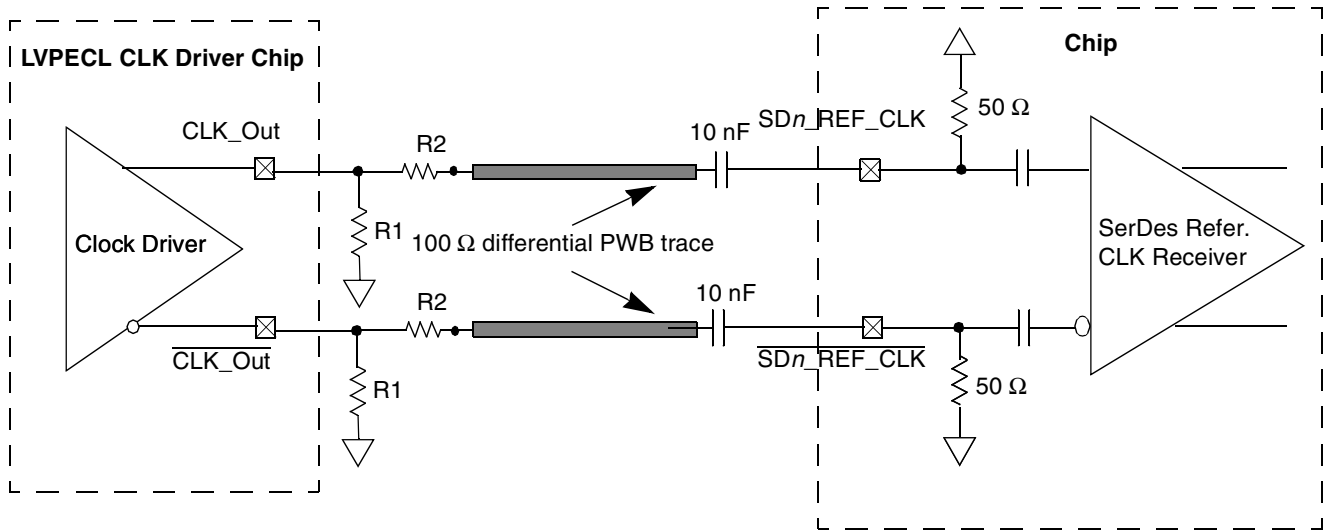 LVPECL CLK Driver Chip
Chip
CLK_Out
R2
10 nF
SDn_REF_CLK
50 Ω
Clock Driver
R1
100 Ω differential PWB trace
SerDes Refer.
CLK Receiver
R2
10 nF
CLK_Out
SDn_REF_CLK
R1
50 Ω